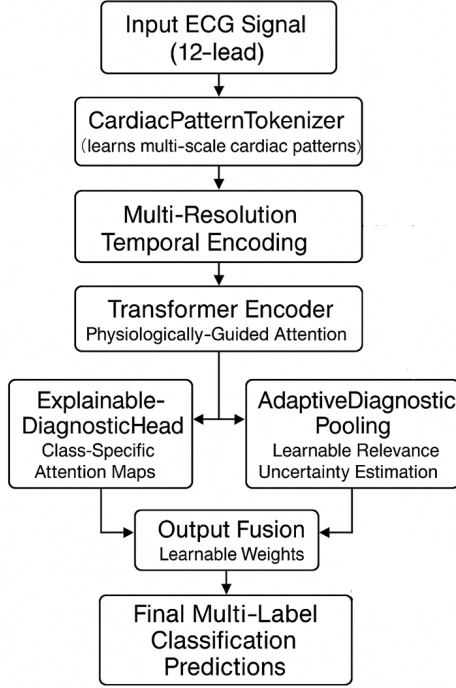 Input ECG Signal
(12-lead)
CardiacPatternTokenizer
(learns multi-scale cardiac patterns)
Multi-Resolution
Temporal Encoding
Transformer Encoder
Physiologically-Guided Attention
Explainable-
DiagnosticHead
Class-Specific
Attention Maps
AdaptiveDiagnostic
Pooling
Learnable Relevance
Uncertainty Estimation
Output Fusion
Learnable Weights
Final Multi-Label
Classification
Predictions